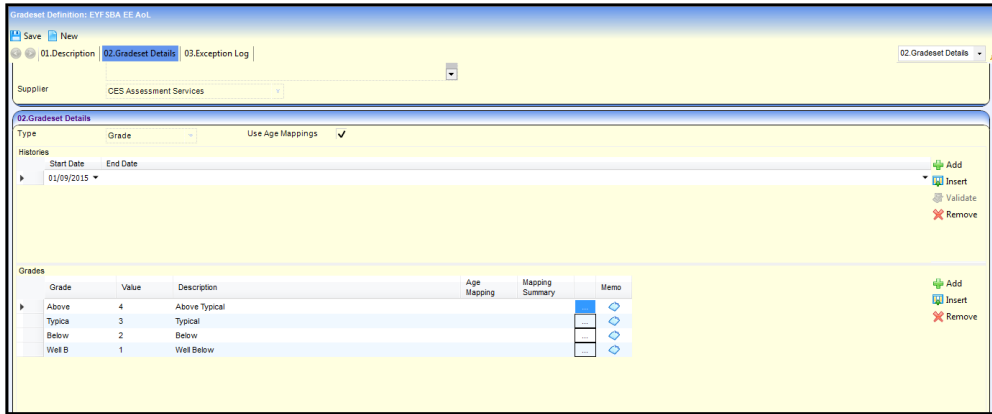 Gradeset Definition: EYFSBA EE AoL
Save New
01.Description 02.Gradeset Details 03.Exception Log 02.Gradeset Details
Supplier CES Assessment Services
02.Gradeset Details
Type Grade Use Age Mappings
Histories
Start Date End Date
Add
01/09/2015
Insert
Validate
Remove
Grades
Grade Value Description Age Mapping Mapping Summary Memo
Add
Insert
Above 4 Above Typical ...
Remove
Typica 3 Typical ...
Below 2 Below ...
Well B 1 Well Below ...